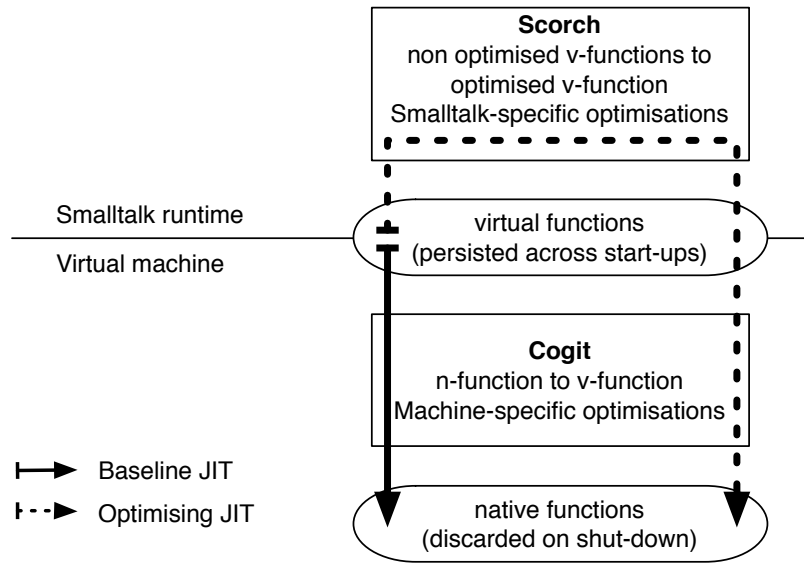 Scorch
non optimised v-functions to
optimised v-function
Smalltalk-specific optimisations
Smalltalk runtime
Virtual machine
virtual functions
(persisted across start-ups)
Cogit
n-function to v-function
Machine-specific optimisations
Baseline JIT
Optimising JIT
native functions
(discarded on shut-down)